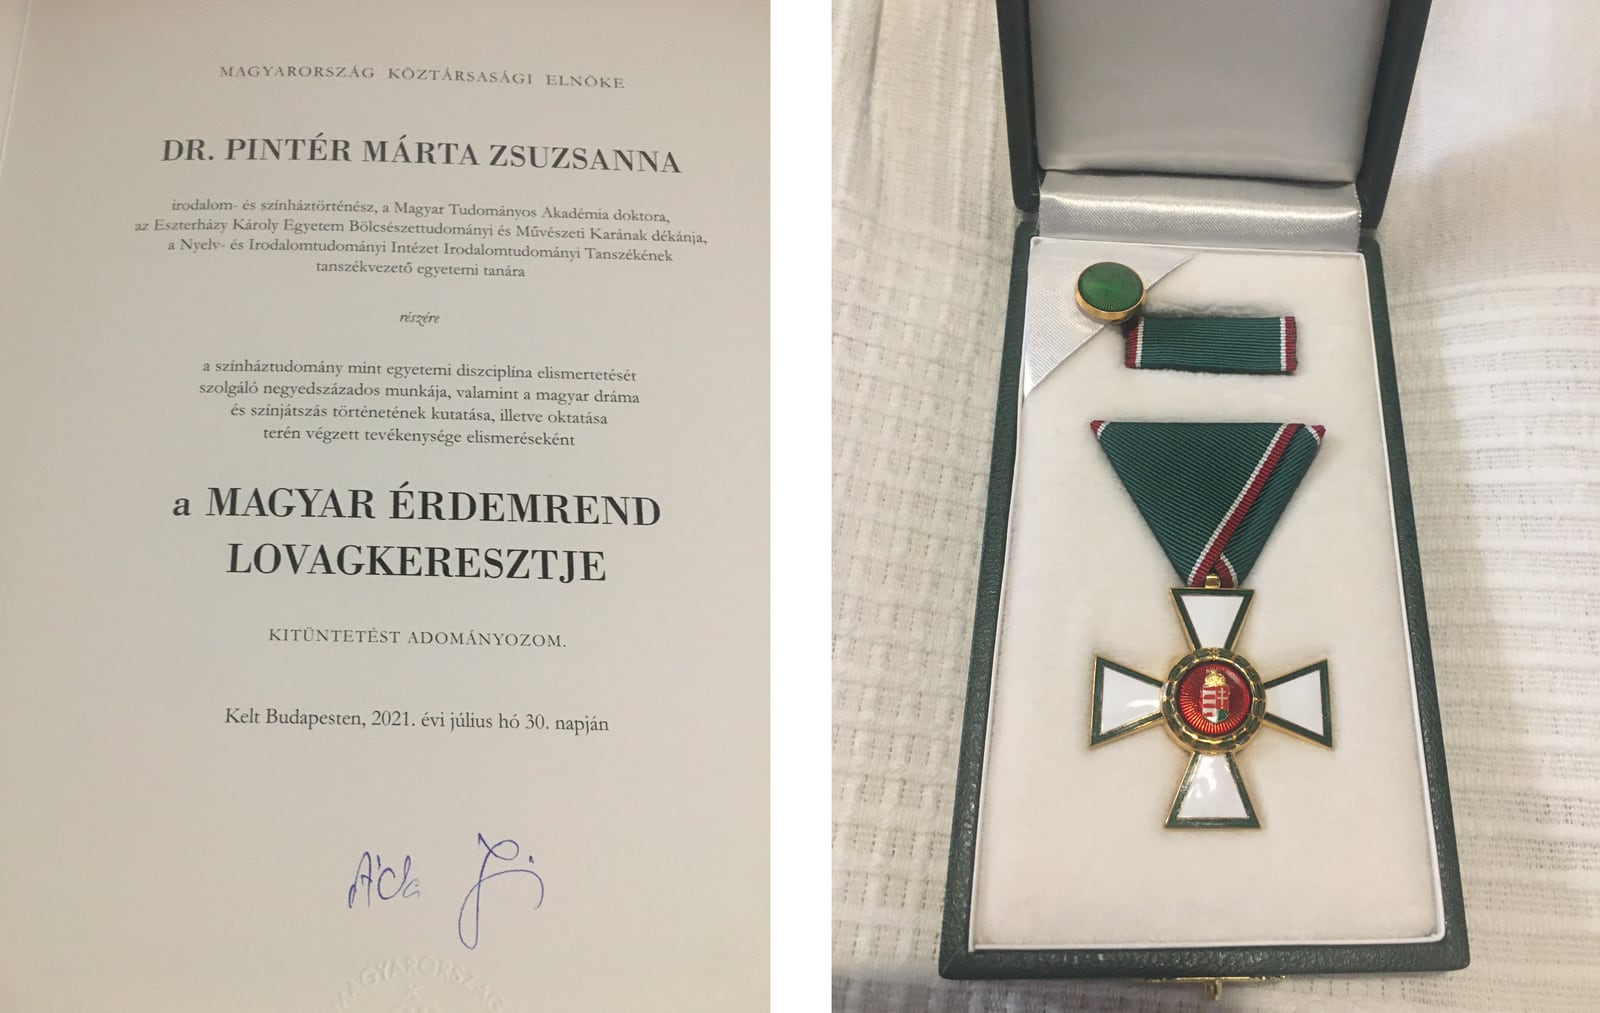 MAGYARORSZÁG KÖZTÁRSASÁGI ELNÖKE
DR. PINTÉR MÁRTA ZSUZSANNA
irodalom- és színháztörténész, a Magyar Tudományos Akadémia doktora,
az Eszterházy Károly Egyetem Bölcsészettudományi és Művészeti Karának dékánja,
a Nyelv- és Irodalomtudományi Intézet Irodalomtudományi Tanszékének
tanszékvezető egyetemi tanára
részére
a színháztudomány mint egyetemi diszciplína elismertetését
szolgáló negyedszázados munkája, valamint a magyar dráma
és színjátszás történetének kutatása, illetve oktatása
terén végzett tevékenysége elismeréseként
a MAGYAR ÉRDEMREND
LOVAGKERESZTJE
KITÜNTETÉST ADOMÁNYOZOM.
Kelt Budapesten, 2021. évi július hó 30. napján
MAGYARORSZÁG